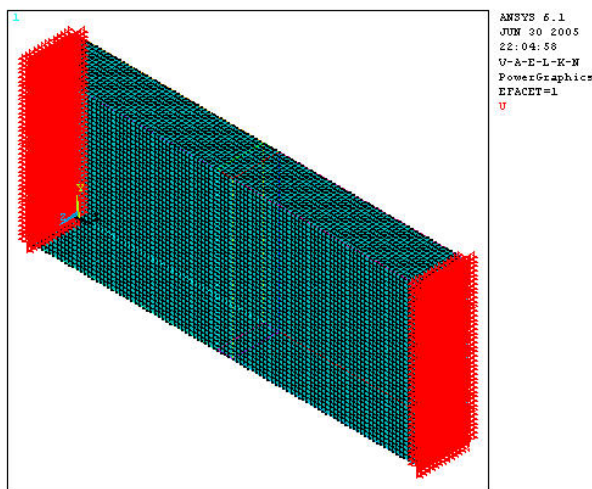 1
ANSYS 6.1
JUN 30 2005
22:04:58
V-A-E-L-K-N
PowerGraphics
EFACET=1
U
Y
Z